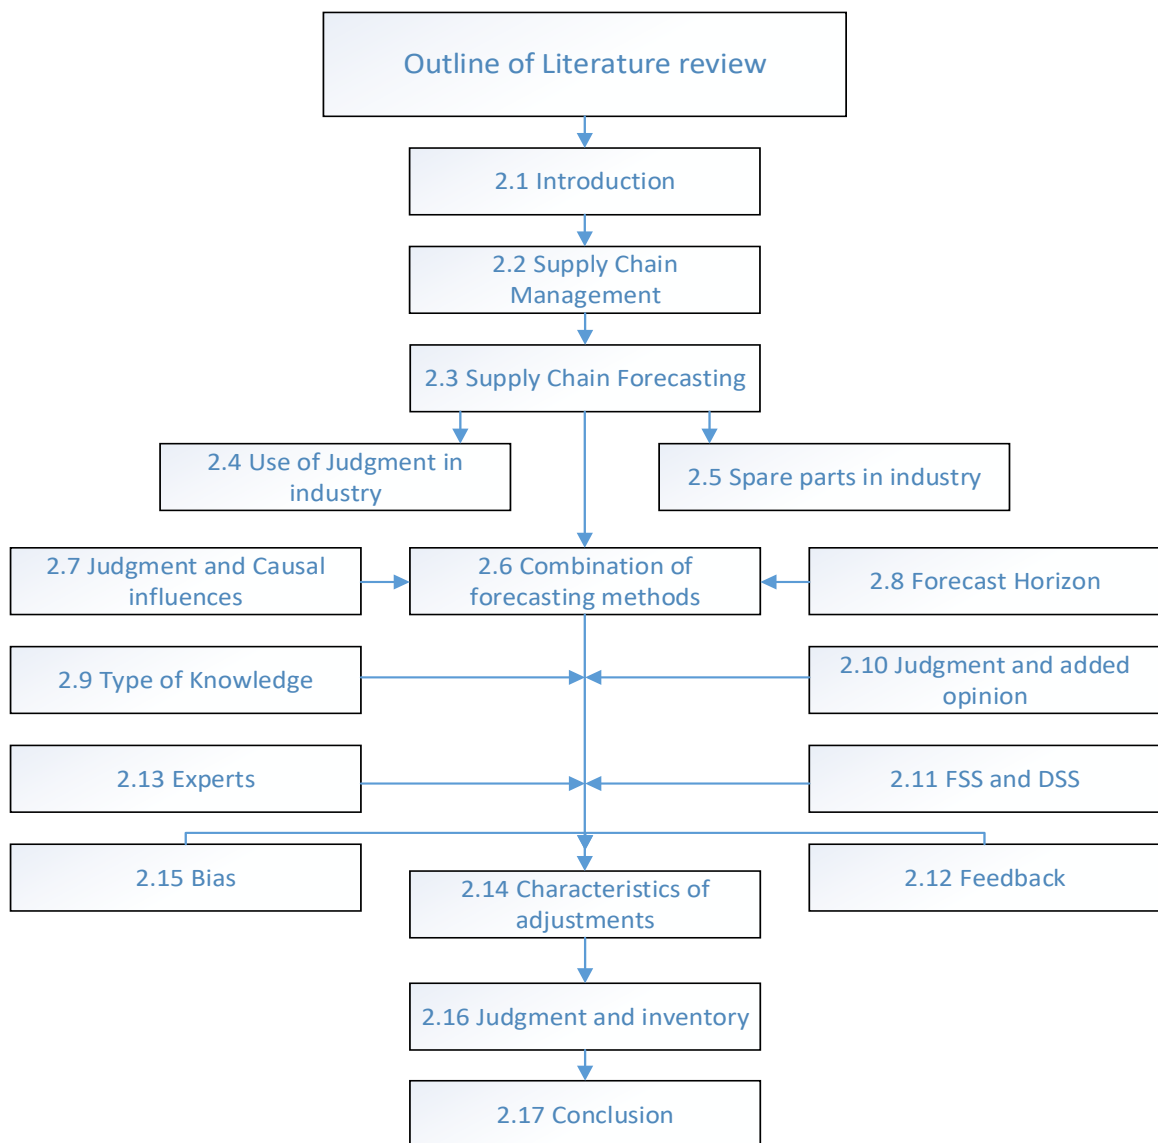 Outline of Literature review
2.1 Introduction
2.2 Supply Chain
Management
2.3 Supply Chain Forecasting
2.4 Use of Judgment in
industry
2.5 Spare parts in industry
2.7 Judgment and Causal
influences
2.6 Combination of
forecasting methods
2.8 Forecast Horizon
2.9 Type of Knowledge
2.10 Judgment and added
opinion
2.13 Experts
2.11 FSS and DSS
2.15 Bias
2.14 Characteristics of
adjustments
2.12 Feedback
2.16 Judgment and inventory
2.17 Conclusion